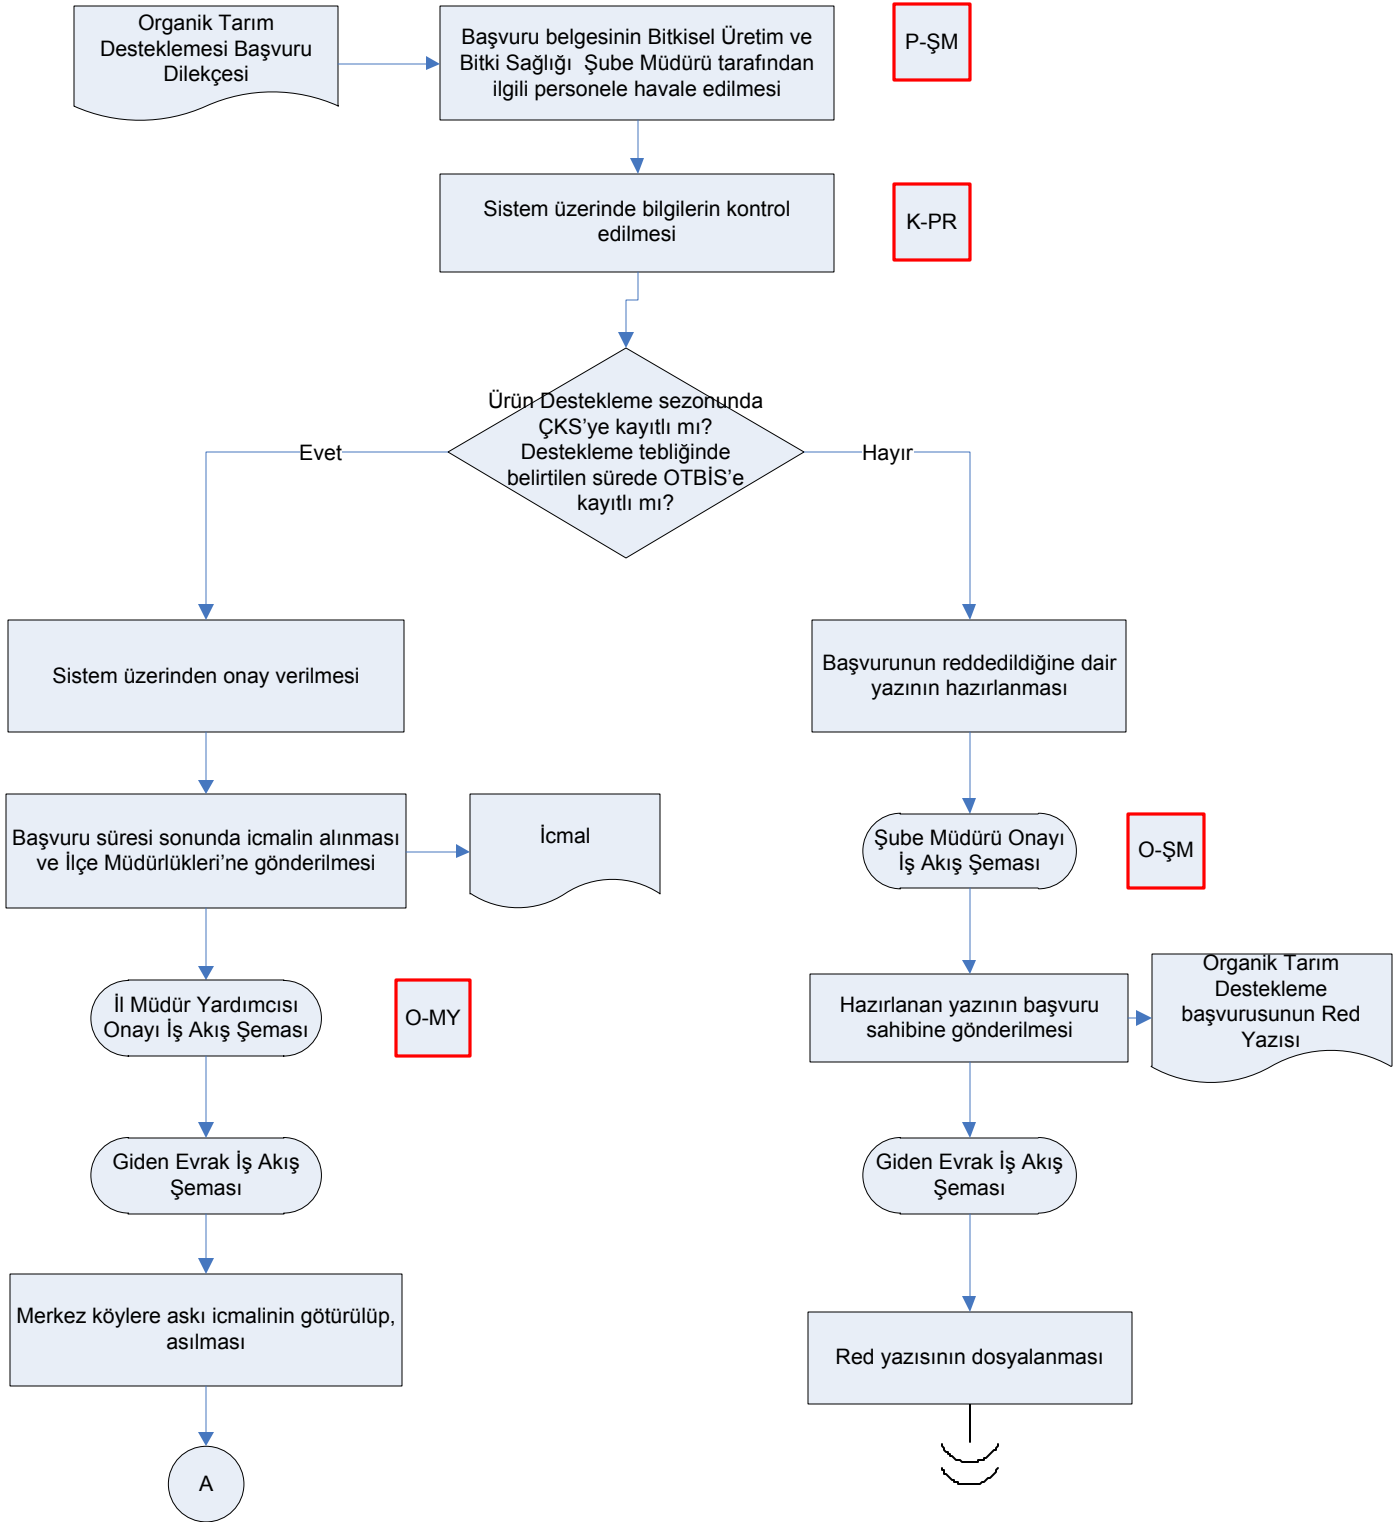 Organik Tarım
Desteklemesi Başvuru
Dilekçesi
Başvuru belgesinin Bitkisel Üretim ve
Bitki Sağlığı  Şube Müdürü tarafından
ilgili personele havale edilmesi
P-ŞM
Sistem üzerinde bilgilerin kontrol
edilmesi
K-PR
Ürün Destekleme sezonunda
ÇKS’ye kayıtlı mı?
Destekleme tebliğinde
belirtilen sürede OTBİS’e
kayıtlı mı?
Evet
Hayır
Sistem üzerinden onay verilmesi
Başvurunun reddedildiğine dair
yazının hazırlanması
Başvuru süresi sonunda icmalin alınması
ve İlçe Müdürlükleri’ne gönderilmesi
İcmal
Şube Müdürü Onayı
İş Akış Şeması
O-ŞM
İl Müdür Yardımcısı
Onayı İş Akış Şeması
O-MY
Hazırlanan yazının başvuru
sahibine gönderilmesi
Organik Tarım
Destekleme
başvurusunun Red
Yazısı
Giden Evrak İş Akış
Şeması
Giden Evrak İş Akış
Şeması
Merkez köylere askı icmalinin götürülüp,
asılması
Red yazısının dosyalanması
A